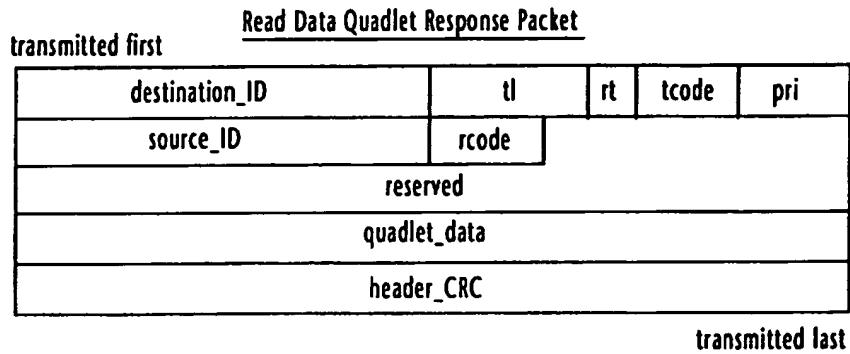 Read Data Quadlet Response Packet
transmitted first
destination_ID tl rt tcode pri
source_ID rcode
reserved
quadlet_data
header_CRC
transmitted last